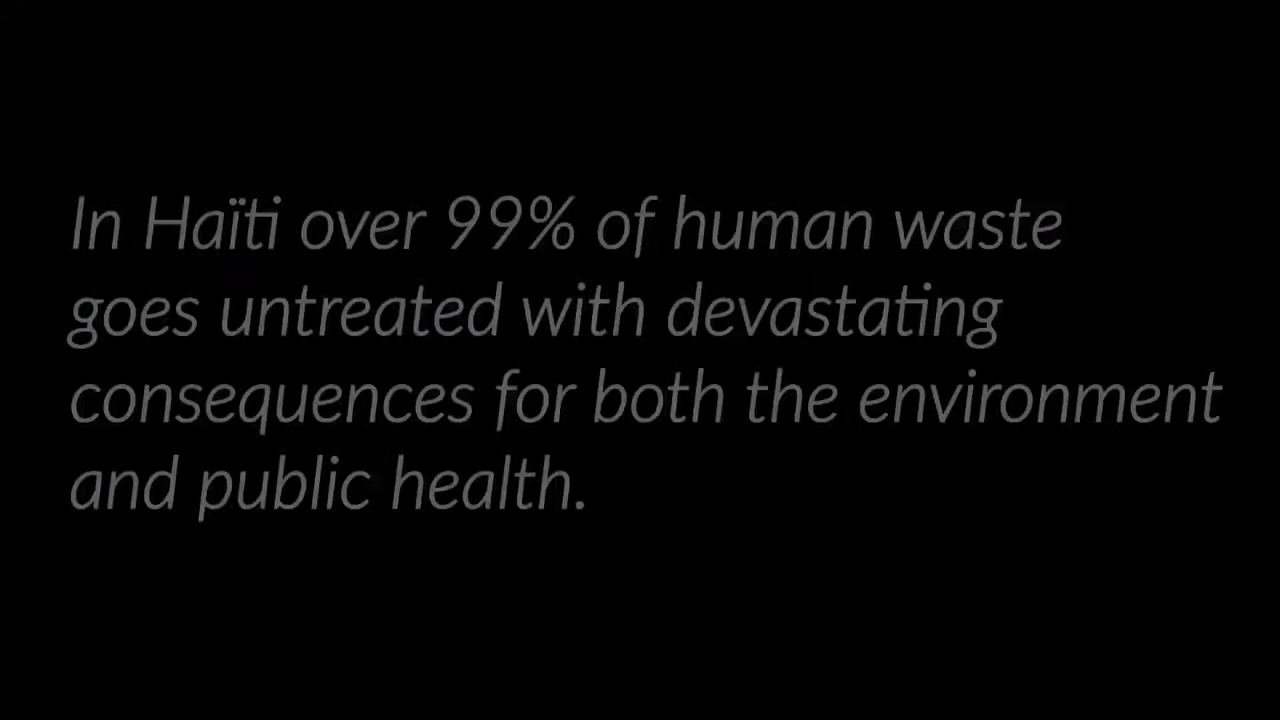 In Haïti over 99% of human waste
goes untreated with devastating
consequences for both the environment
and public health.